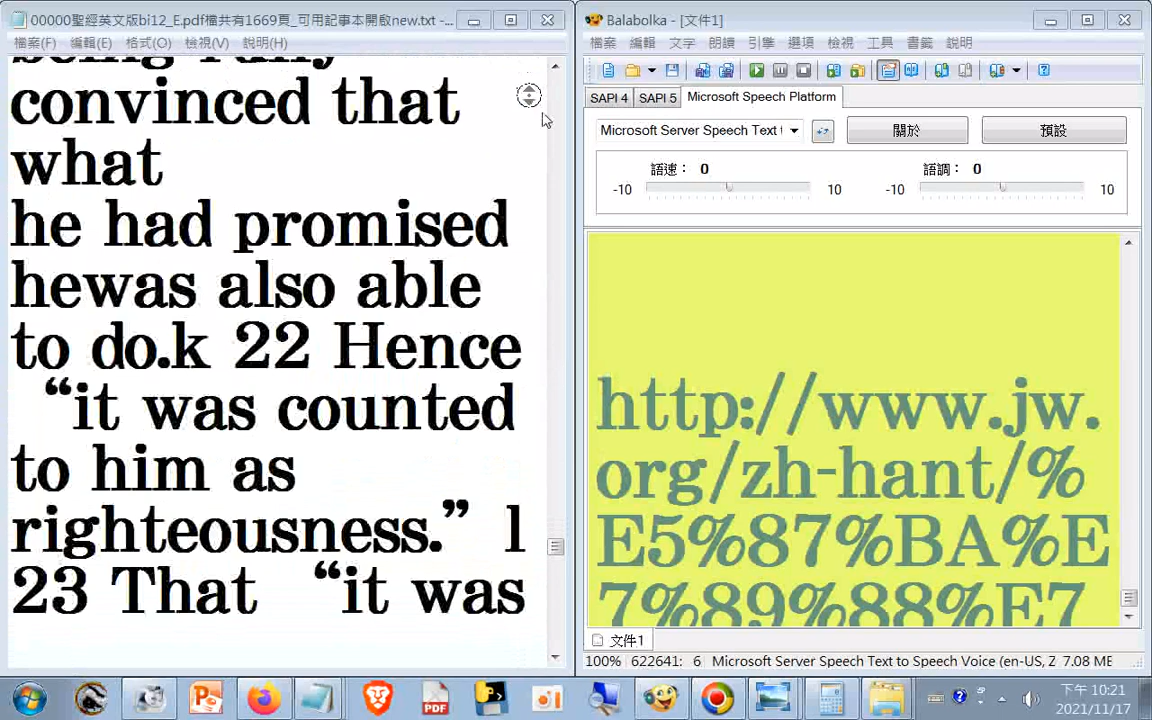 00000聖經英文版bi12_E.pdf檔共有1669頁_可用記事本開啟new.txt -...
檔案(F) 編輯(E) 格式(O) 檢視(V) 說明(H)
being fully
convinced that
what
he had promised
hewas also able
to do.k 22 Hence
“it was counted
to him as
righteousness.” l
23 That “it was
Balabolka - [文件1]
檔案 編輯 文字 朗讀 引擎 選項 檢視 工具 書籤 說明
SAPI 4 SAPI 5 Microsoft Speech Platform
Microsoft Server Speech Text t 關於 預設
語速： 0 語調： 0
-10 10 -10 10
http://www.jw.
org/zh-hant/%
E5%87%BA%E
7%89%88%E7
文件1
100% 622641: 6 Microsoft Server Speech Text to Speech Voice (en-US, Z 7.08 ME
PDF
下午 10:21
2021/11/17